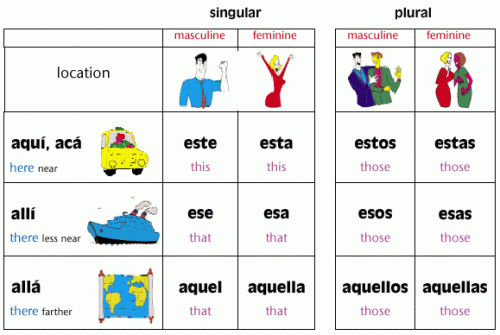 singular plural
masculine feminine masculine feminine
location
aquí, acá este esta estos estas
here near this this those those
allí ese esa esos esas
there less near that that those those
allá aquel aquella aquellos aquellas
there farther that that those those